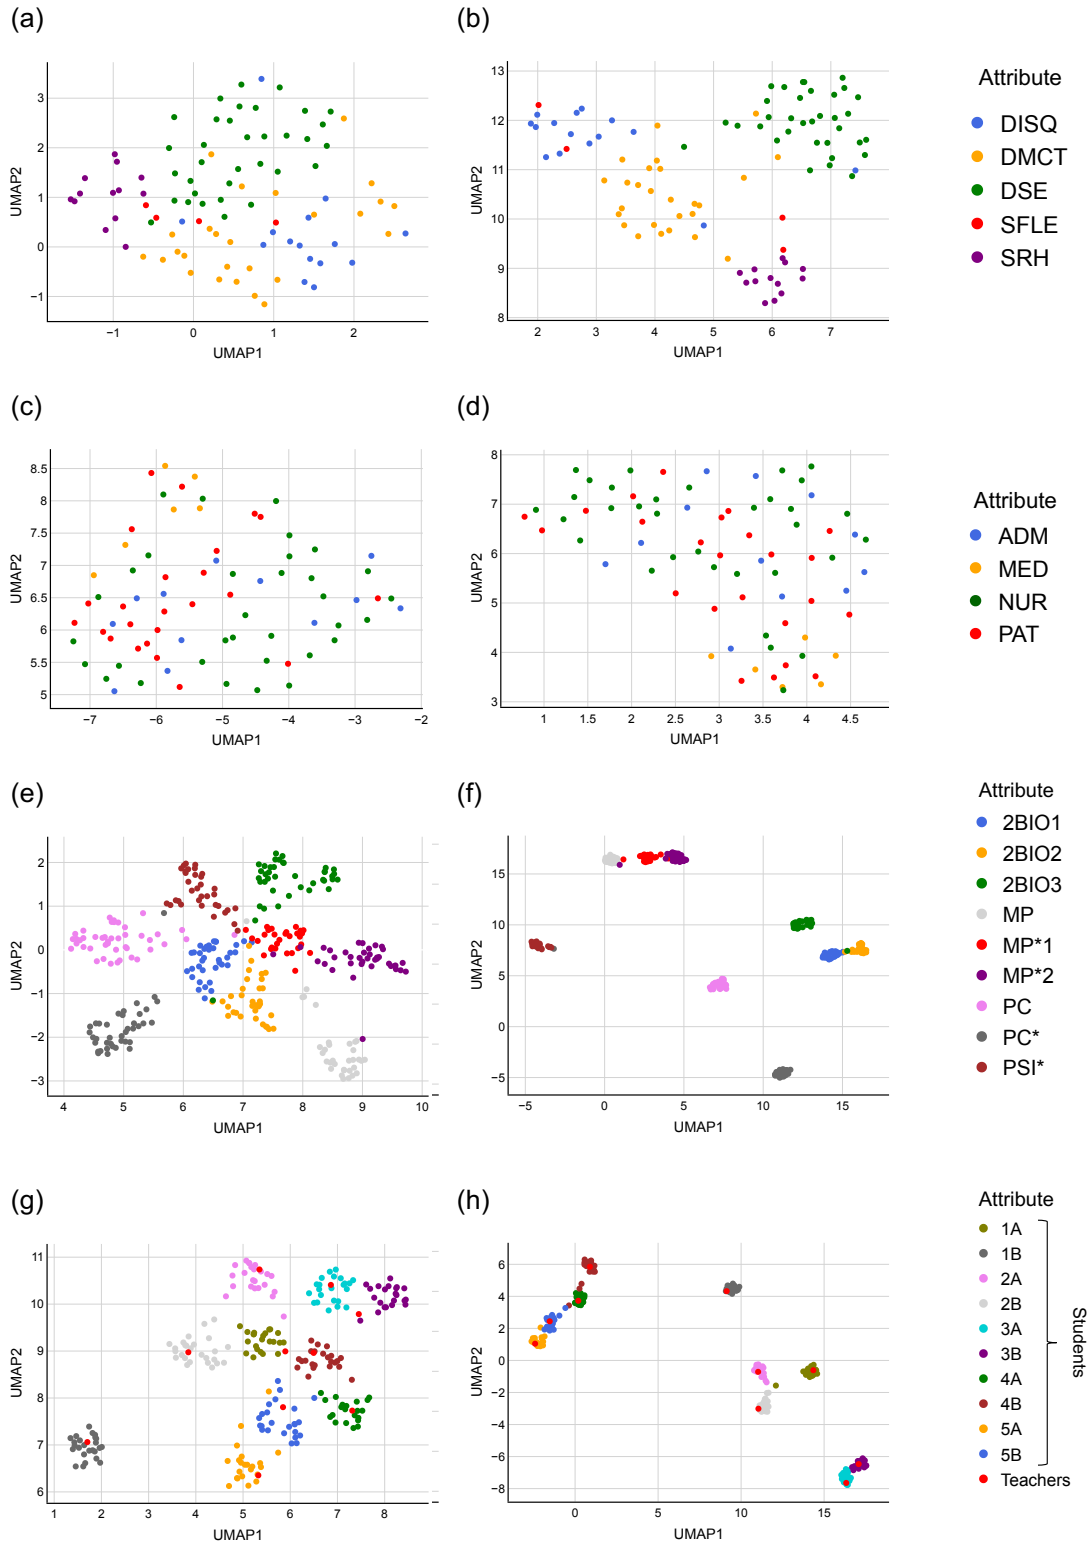 (a)
(b)
3
2
1
0
−1
UMAP2
−1
0
1
2
UMAP1
13
12
11
10
9
8
UMAP2
2
3
4
5
6
7
UMAP1
Attribute
DISQ
DMCT
DSE
SFLE
SRH
(c)
(d)
8.5
8
7.5
7
6.5
6
5.5
5
UMAP2
−7
−6
−5
−4
−3
−2
UMAP1
8
7
6
5
4
3
UMAP2
1
1.5
2
2.5
3
3.5
4
4.5
UMAP1
Attribute
ADM
MED
NUR
PAT
(e)
(f)
2
1
0
−1
−2
−3
UMAP2
4
5
6
7
8
9
10
UMAP1
15
10
5
0
−5
UMAP2
−5
0
5
10
15
UMAP1
Attribute
2BIO1
2BIO2
2BIO3
MP
MP*1
MP*2
PC
PC*
PSI*
(g)
(h)
11
10
9
8
7
6
UMAP2
1
2
3
4
5
6
7
8
UMAP1
6
4
2
0
−2
−4
−6
−8
UMAP2
0
5
10
15
UMAP1
Attribute
1A
1B
2A
2B
3A
3B
4A
4B
5A
5B
Teachers
Students